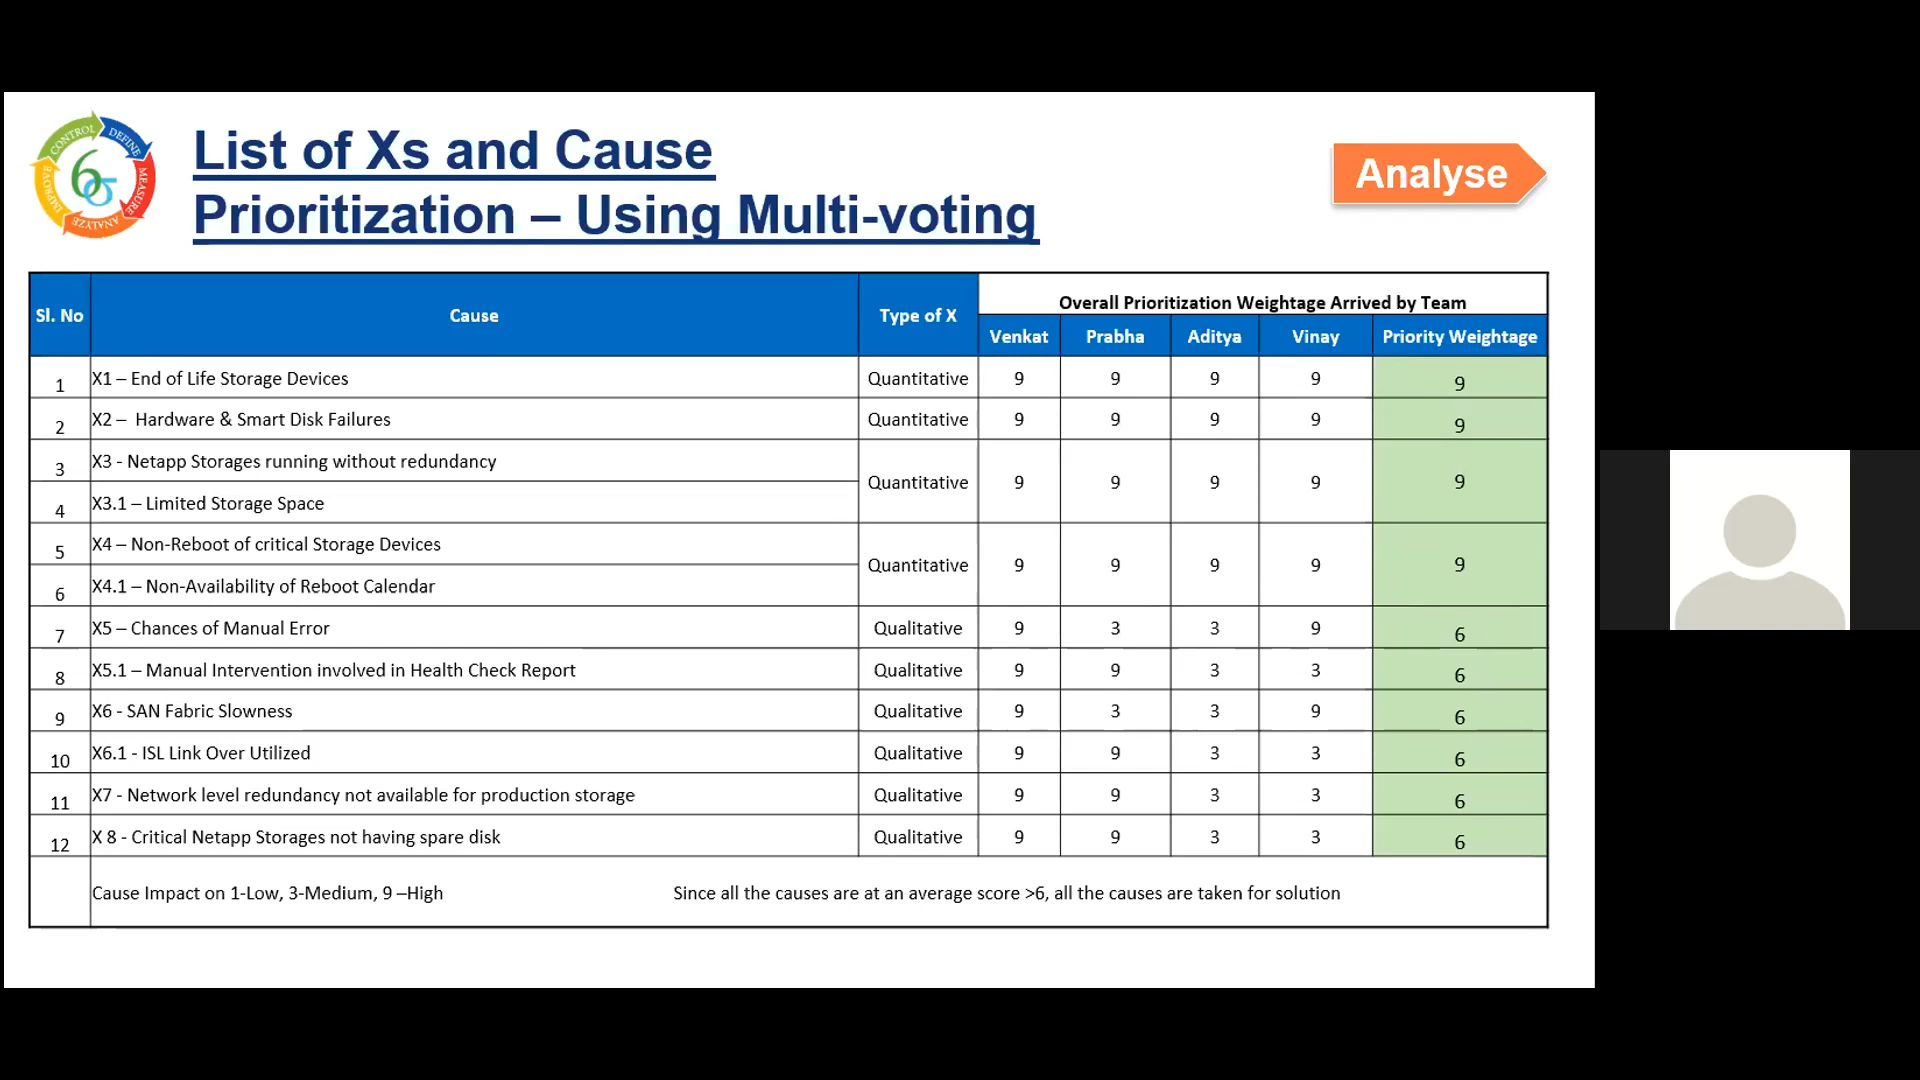 CONTROL
DEFINE
MEASURE
ANALYZE
IMPROVE
6σ
List of Xs and Cause
Prioritization – Using Multi-voting
Analyse
Sl. No Cause Type of X Overall Prioritization Weightage Arrived by Team
Venkat Prabha Aditya Vinay Priority Weightage
1 X1 – End of Life Storage Devices Quantitative 9 9 9 9 9
2 X2 – Hardware & Smart Disk Failures Quantitative 9 9 9 9 9
3 X3 - Netapp Storages running without redundancy Quantitative 9 9 9 9 9
4 X3.1 – Limited Storage Space
5 X4 – Non-Reboot of critical Storage Devices Quantitative 9 9 9 9 9
6 X4.1 – Non-Availability of Reboot Calendar
7 X5 – Chances of Manual Error Qualitative 9 3 3 9 6
8 X5.1 – Manual Intervention involved in Health Check Report Qualitative 9 9 3 3 6
9 X6 - SAN Fabric Slowness Qualitative 9 3 3 9 6
10 X6.1 - ISL Link Over Utilized Qualitative 9 9 3 3 6
11 X7 - Network level redundancy not available for production storage Qualitative 9 9 3 3 6
12 X 8 - Critical Netapp Storages not having spare disk Qualitative 9 9 3 3 6
Cause Impact on 1-Low, 3-Medium, 9 –High Since all the causes are at an average score >6, all the causes are taken for solution